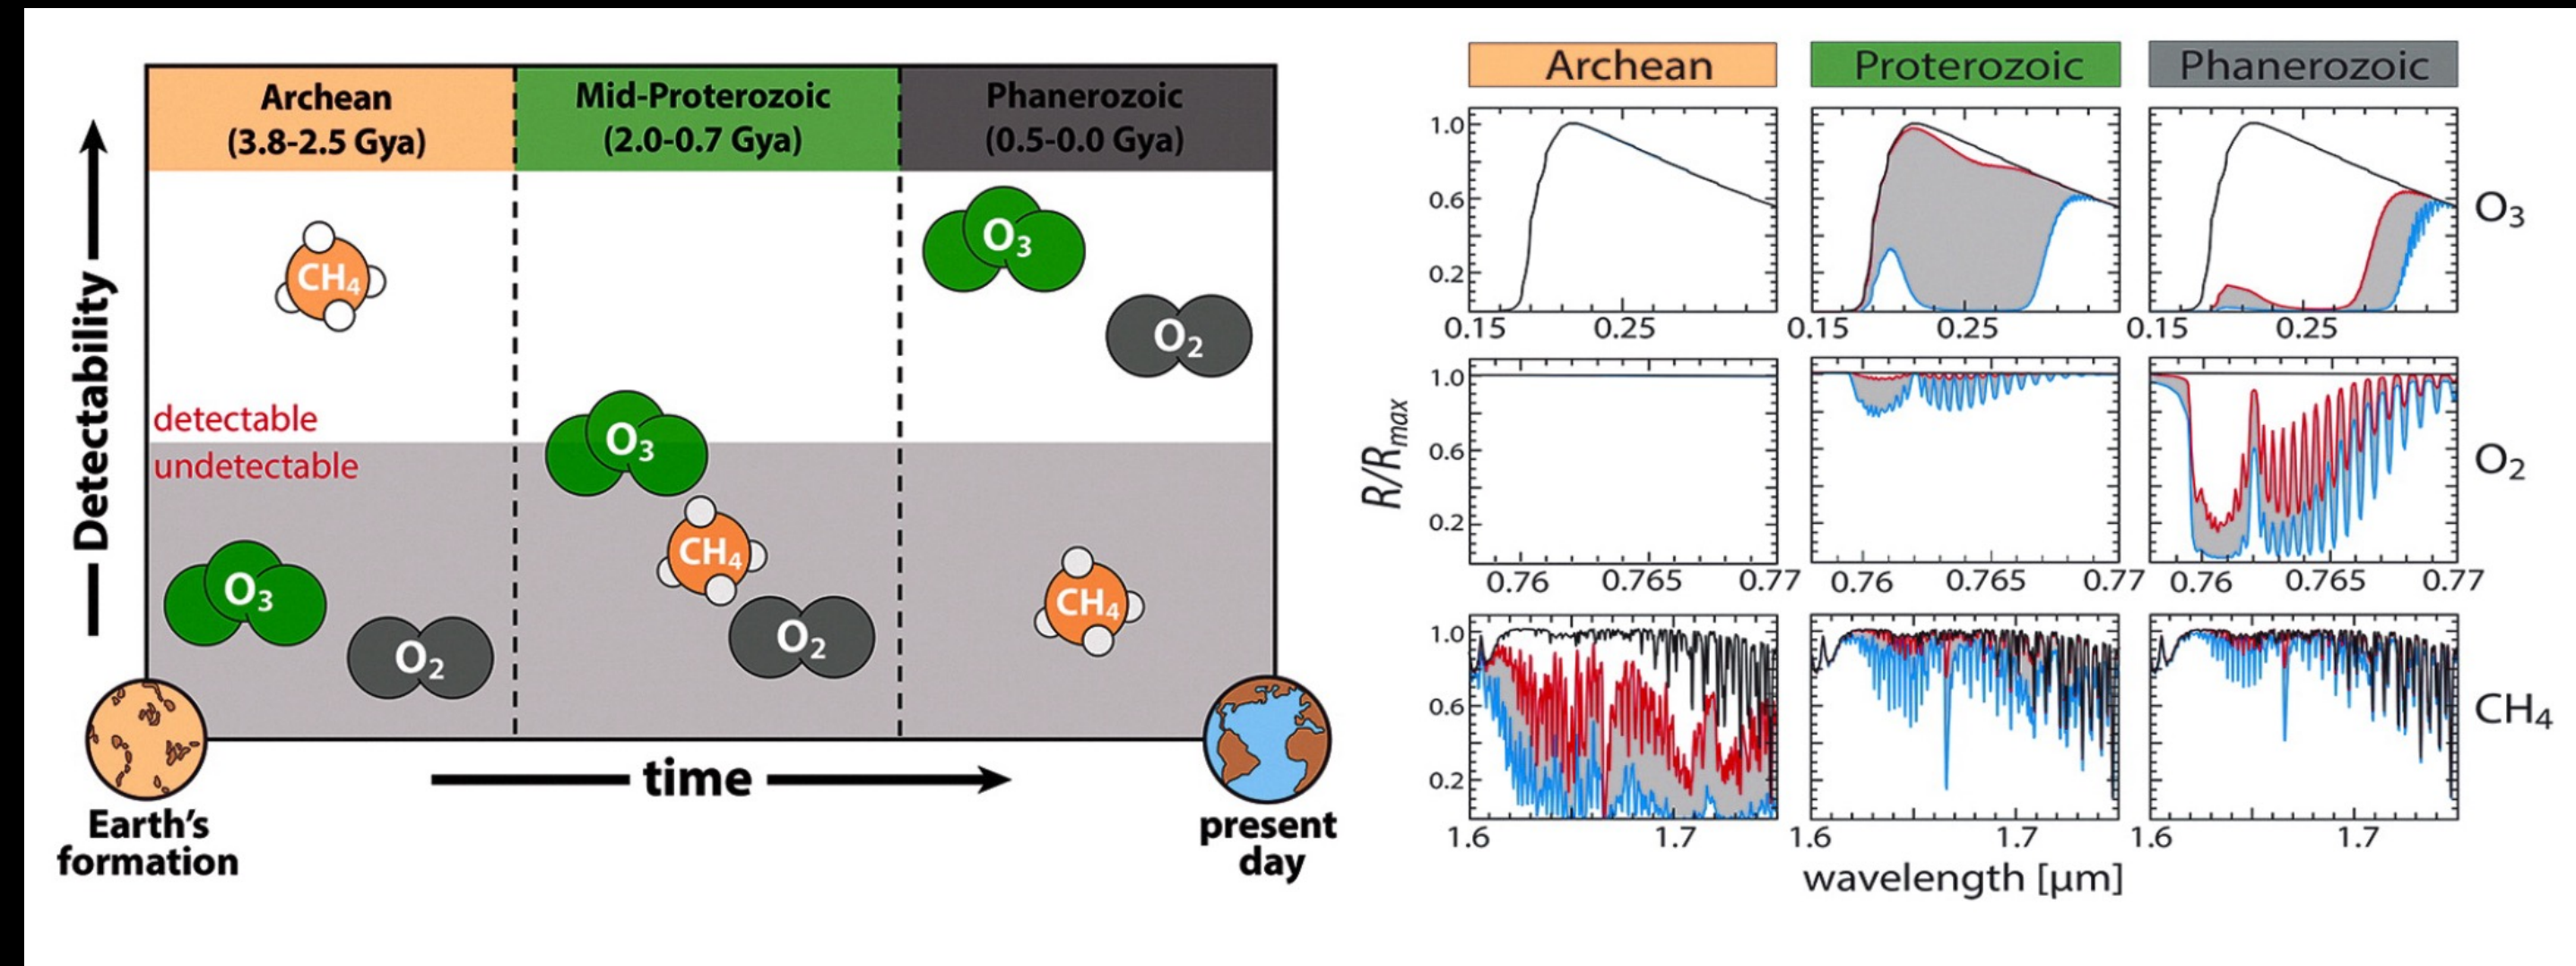 Archean
(3.8-2.5 Gya)
Mid-Proterozoic
(2.0-0.7 Gya)
Phanerozoic
(0.5-0.0 Gya)
Detectability
CH₄
O₃
O₂
detectable
undetectable
O₃
CH₄
O₂
O₃
O₂
CH₄
Earth's
formation
time
present
day
Archean
Proterozoic
Phanerozoic
1.0
0.6
0.2
0.15 0.25
0.15 0.25
0.15 0.25
O₃
R/Rmax
1.0
0.6
0.2
0.76 0.765 0.77
0.76 0.765 0.77
0.76 0.765 0.77
O₂
1.0
0.6
0.2
1.6 1.7
1.6 1.7
1.6 1.7
CH₄
wavelength [μm]